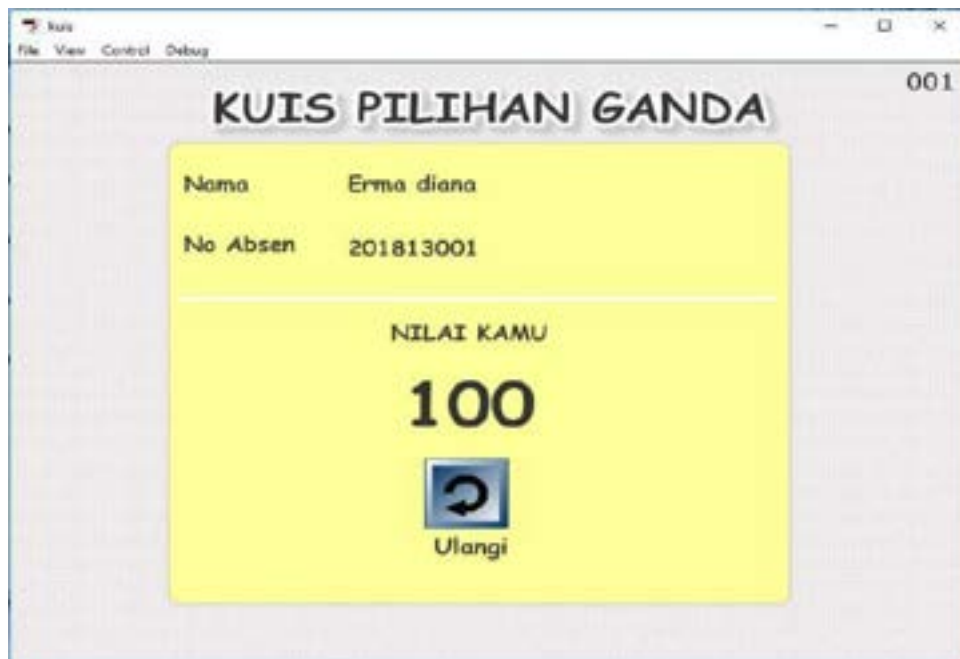 kuis
File View Control Debug
001
KUIS PILIHAN GANDA
Nama Erma diana
No Absen 201813001
NILAI KAMU
100
Ulangi